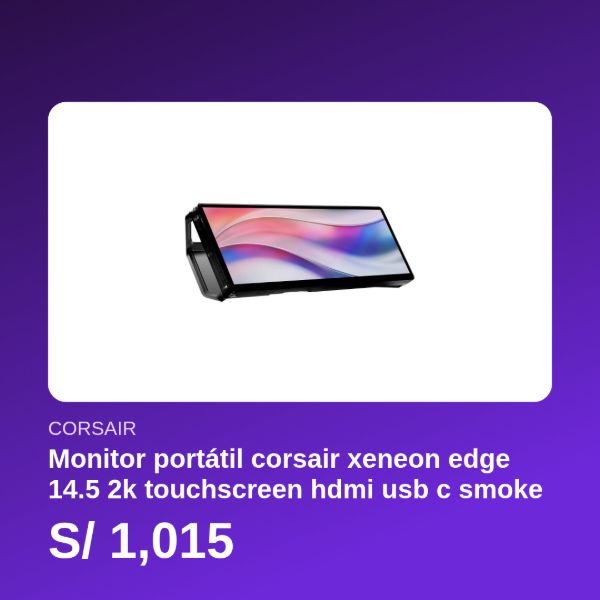 CORSAIR
Monitor portátil corsair xeneon edge
14.5 2k touchscreen hdmi usb c smoke
S/ 1,015